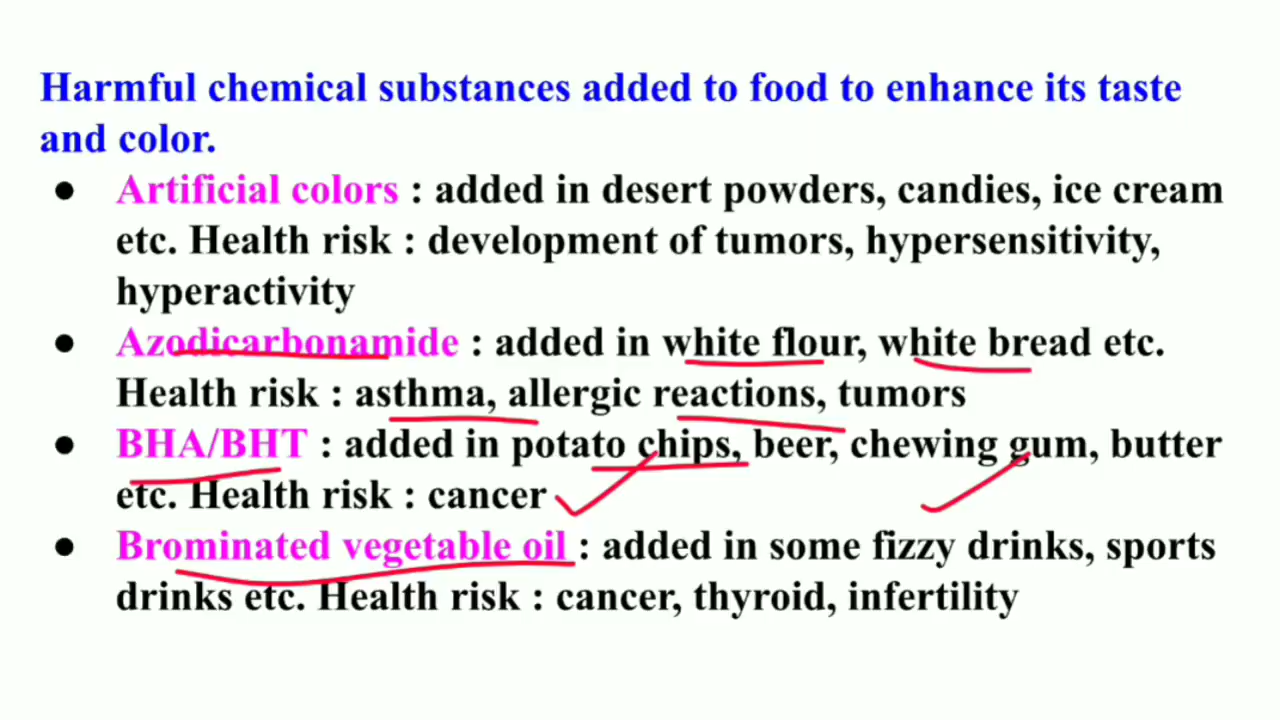 Harmful chemical substances added to food to enhance its taste
and color.
● Artificial colors : added in desert powders, candies, ice cream
etc. Health risk : development of tumors, hypersensitivity,
hyperactivity
● Azodicarbonamide : added in white flour, white bread etc.
Health risk : asthma, allergic reactions, tumors
● BHA/BHT : added in potato chips, beer, chewing gum, butter
etc. Health risk : cancer
● Brominated vegetable oil : added in some fizzy drinks, sports
drinks etc. Health risk : cancer, thyroid, infertility